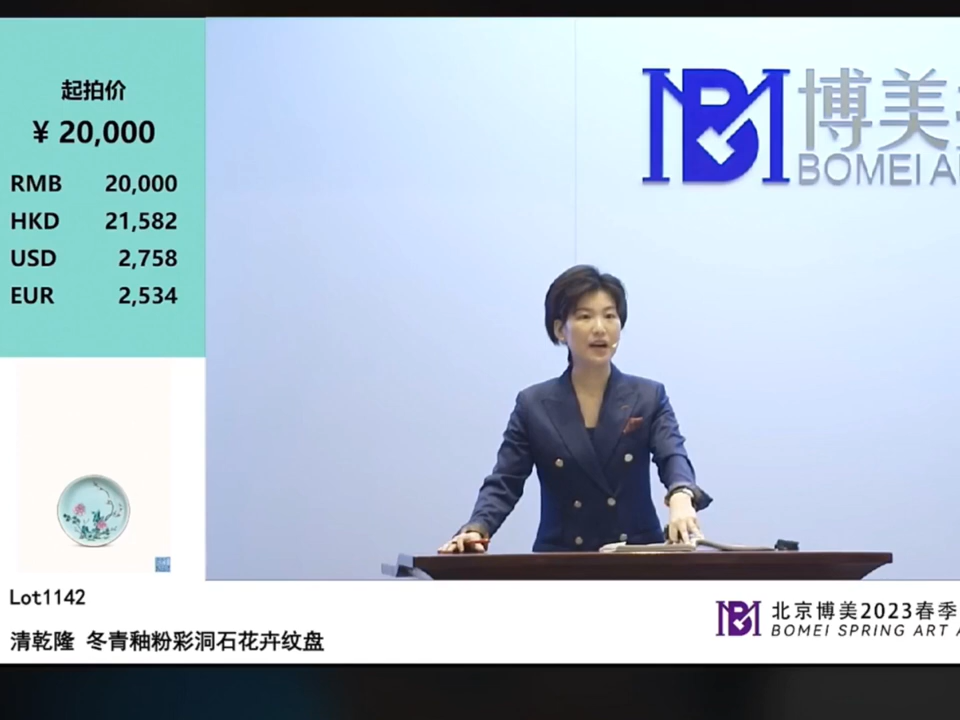 起拍价
¥ 20,000
RMB 20,000
HKD 21,582
USD 2,758
EUR 2,534
Lot1142
清乾隆 冬青釉粉彩洞石花卉纹盘
BM 博美
BOMEI
北京博美2023春季
BOMEI SPRING ART